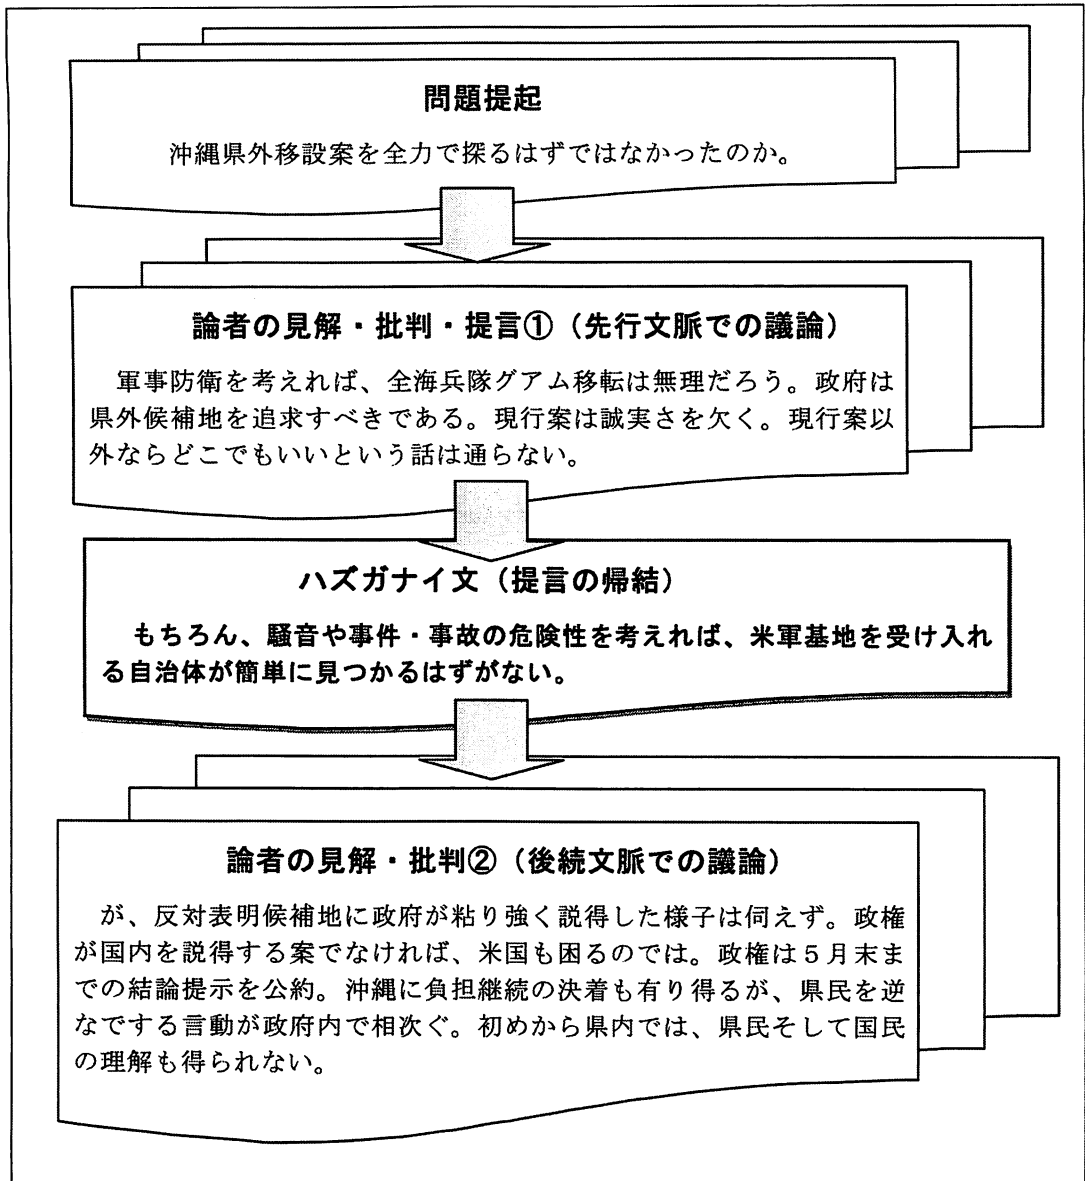 問題提起
沖縄県外移設案を全力で探るはずではなかったのか。
論者の見解・批判・提言①（先行文脈での議論）
軍事防衛を考えれば、全海兵隊グアム移転は無理だろう。政府は
県外候補地を追求すべきである。現行案は誠実さを欠く。現行案以
外ならどこでもいいという話は通らない。
ハズガナイ文（提言の帰結）
もちろん、騒音や事件・事故の危険性を考えれば、米軍基地を受け入れ
る自治体が簡単に見つかるはずがない。
論者の見解・批判②（後続文脈での議論）
が、反対表明候補地に政府が粘り強く説得した様子は伺えず。政権
が国内を説得する案でなければ、米国も困るのでは。政権は５月末ま
での結論提示を公約。沖縄に負担継続の決着も有り得るが、県民を逆
なでする言動が政府内で相次ぐ。初めから県内では、県民そして国民
の理解も得られない。